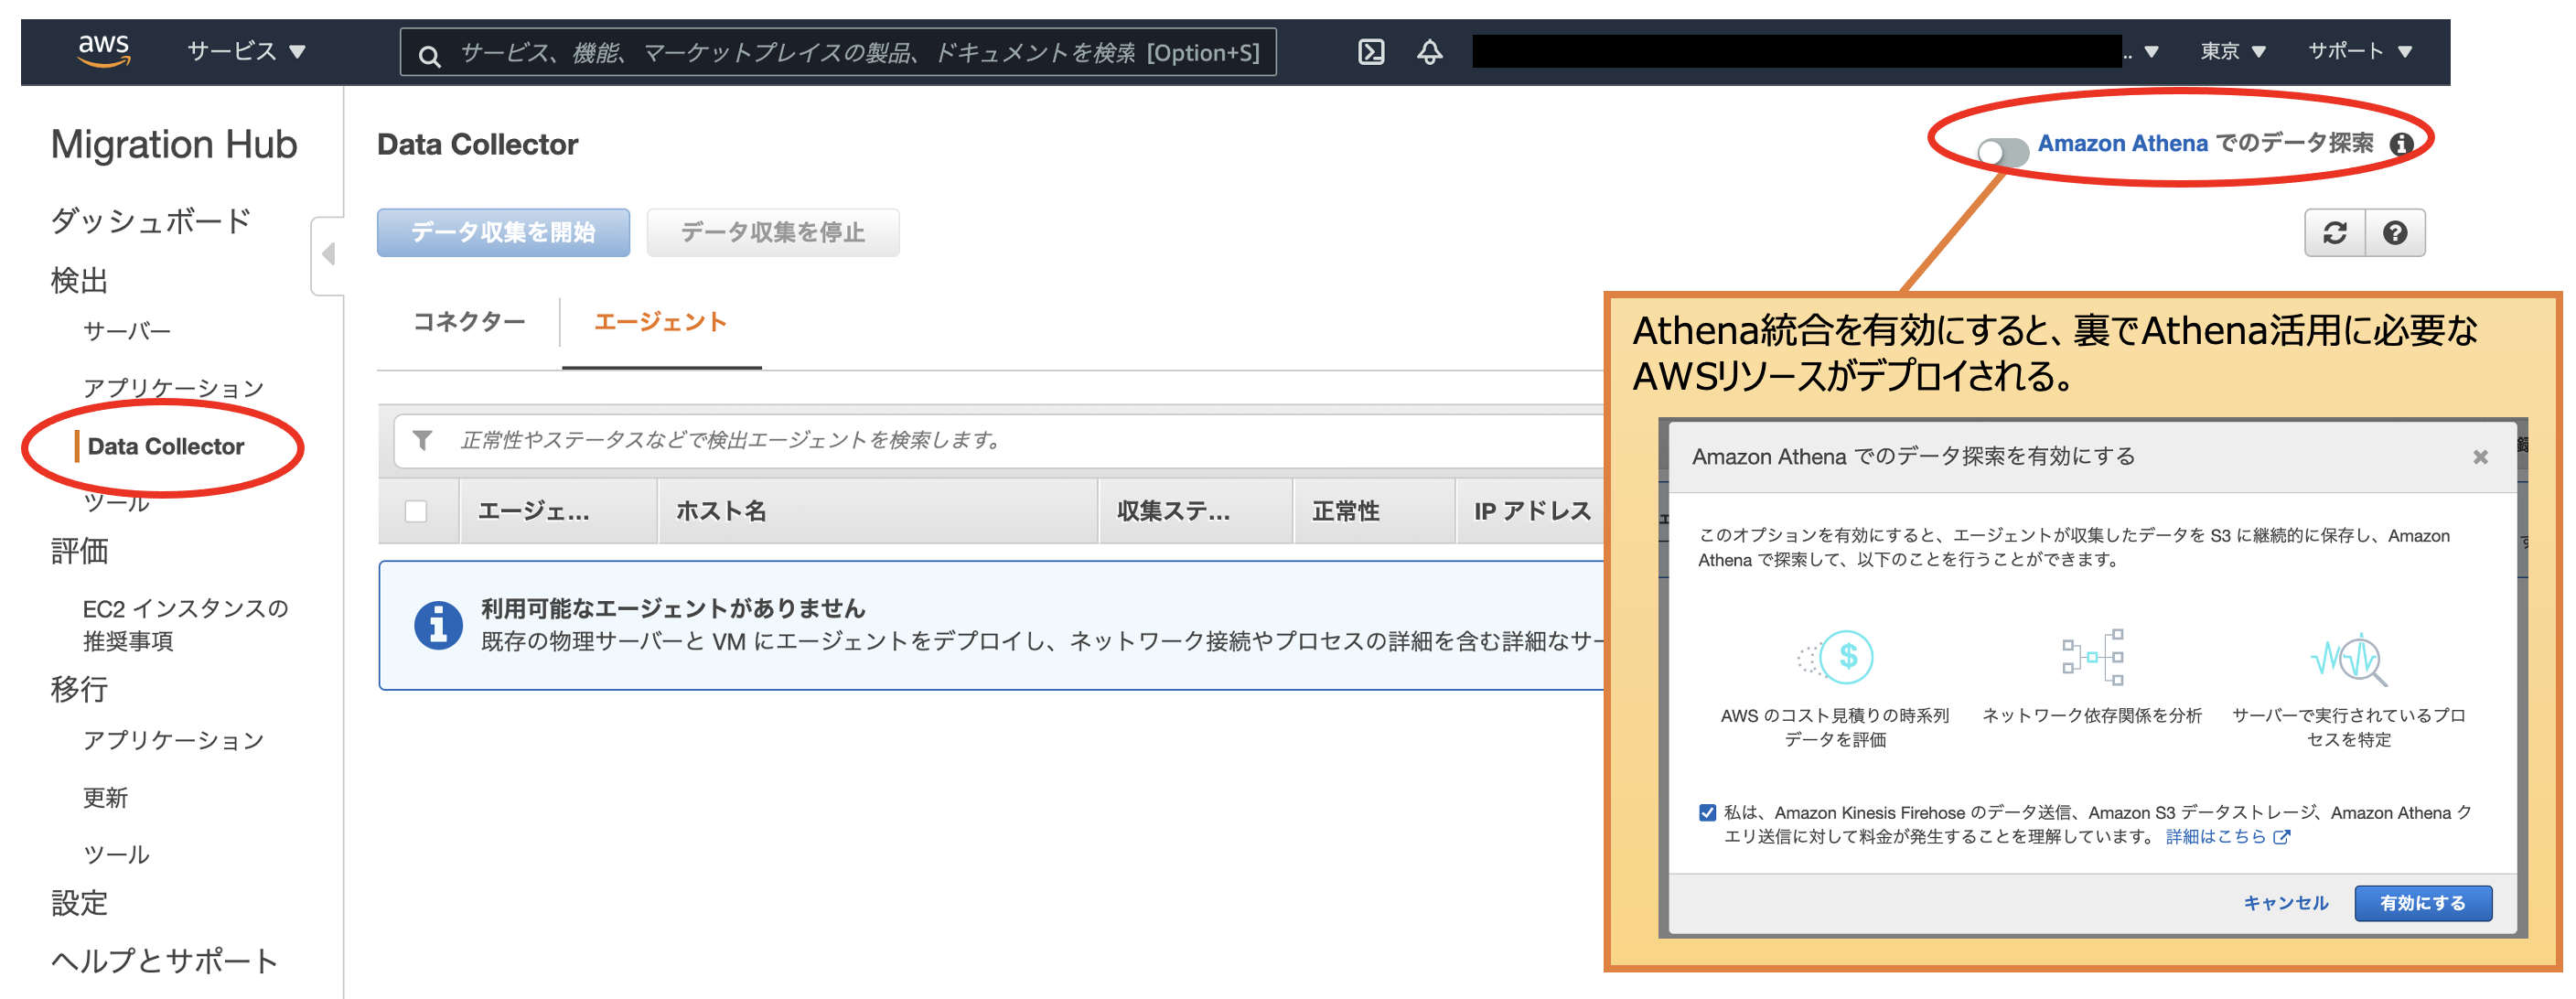 aws
サービス
サービス、機能、マーケットプレイスの製品、ドキュメントを検索 [Option+S]
..
東京
サポート
Migration Hub
ダッシュボード
検出
サーバー
アプリケーション
Data Collector
ツール
評価
EC2 インスタンスの
推奨事項
移行
アプリケーション
更新
ツール
設定
ヘルプとサポート
Data Collector
Amazon Athena でのデータ探索
データ収集を開始
データ収集を停止
コネクター
エージェント
正常性やステータスなどで検出エージェントを検索します。
エージェ...
ホスト名
収集ステ...
正常性
IP アドレス
利用可能なエージェントがありません
既存の物理サーバーと VM にエージェントをデプロイし、ネットワーク接続やプロセスの詳細を含む詳細なサー
Athena統合を有効にすると、裏でAthena活用に必要な
AWSリソースがデプロイされる。
Amazon Athena でのデータ探索を有効にする
このオプションを有効にすると、エージェントが収集したデータを S3 に継続的に保存し、Amazon
Athena で探索して、以下のことを行うことができます。
AWS のコスト見積りの時系列
データを評価
ネットワーク依存関係を分析
サーバーで実行されているプロ
セスを特定
私は、Amazon Kinesis Firehose のデータ送信、Amazon S3 データストレージ、Amazon Athena ク
エリ送信に対して料金が発生することを理解しています。 詳細はこちら
キャンセル
有効にする